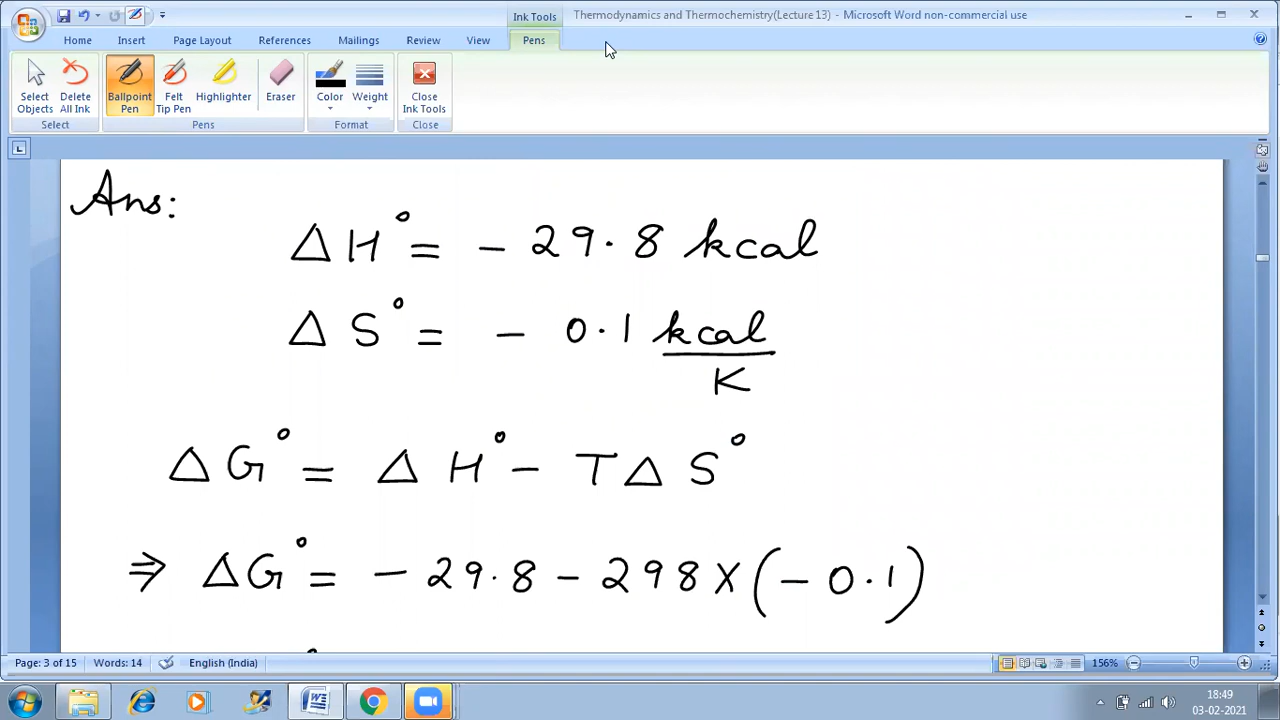 Ink Tools
Thermodynamics and Thermochemistry(Lecture 13) - Microsoft Word non-commercial use
Home Insert Page Layout References Mailings Review View Pens
Select Objects
Delete All Ink
Ballpoint Pen
Felt Tip Pen
Highlighter
Eraser
Color
Weight
Close Ink Tools
Select Pens Format Close
Ans:
ΔH° = - 29.8 kcal
ΔS° = - 0.1 kcal
K
ΔG° = ΔH° - TΔS°
⇒ ΔG° = - 29.8 - 298 X (- 0.1)
Page: 3 of 15 Words: 14 English (India) 156%
18:49
03-02-2021